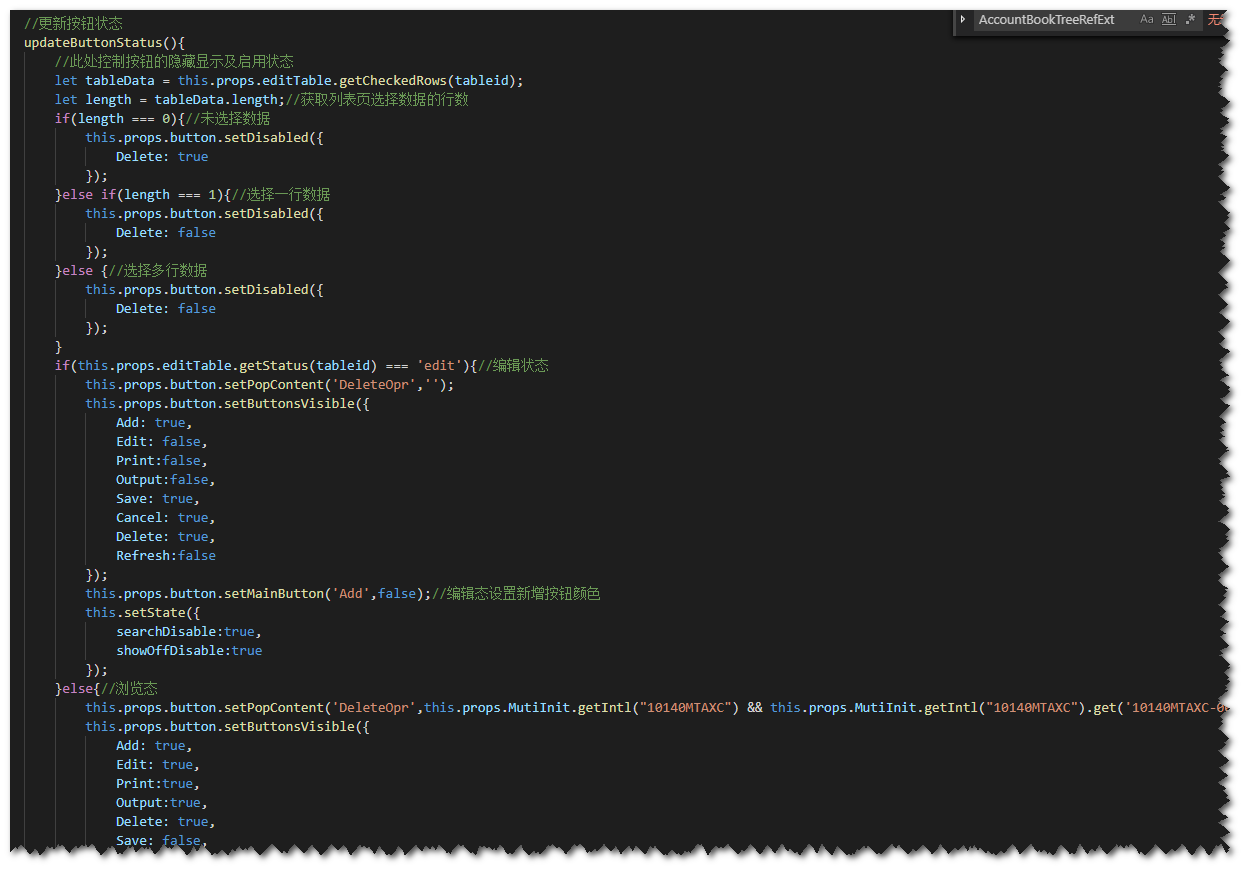 //更新按钮状态
AccountBookTreeRefExt Aa Abl .* 无
updateButtonStatus(){
//此处控制按钮的隐藏显示及启用状态
let tableData = this.props.editTable.getCheckedRows(tableid);
let length = tableData.length;//获取列表页选择数据的行数
if(length === 0){//未选择数据
this.props.button.setDisabled({
Delete: true
});
}else if(length === 1){//选择一行数据
this.props.button.setDisabled({
Delete: false
});
}else {//选择多行数据
this.props.button.setDisabled({
Delete: false
});
}
if(this.props.editTable.getStatus(tableid) === 'edit'){//编辑状态
this.props.button.setPopContent('DeleteOpr','');
this.props.button.setButtonsVisible({
Add: true,
Edit: false,
Print:false,
Output:false,
Save: true,
Cancel: true,
Delete: true,
Refresh:false
});
this.props.button.setMainButton('Add',false);//编辑态设置新增按钮颜色
this.setState({
searchDisable:true,
showOffDisable:true
});
}else{//浏览态
this.props.button.setPopContent('DeleteOpr',this.props.MutiInit.getIntl("10140MTAXC") && this.props.MutiInit.getIntl("10140MTAXC").get('10140MTAXC-0
this.props.button.setButtonsVisible({
Add: true,
Edit: true,
Print:true,
Output:true,
Delete: true,
Save: false,